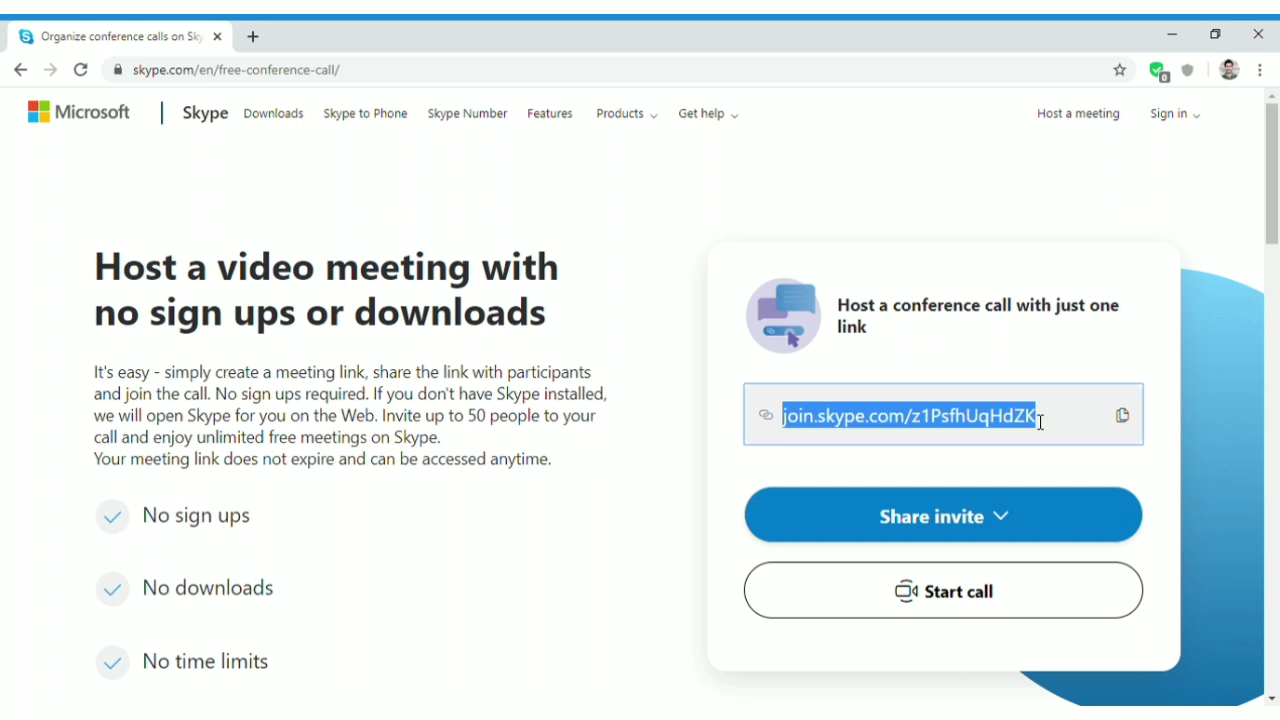 Organize conference calls on Sky
skype.com/en/free-conference-call/
0
Microsoft
Skype
Downloads
Skype to Phone
Skype Number
Features
Products
Get help
Host a meeting
Sign in
Host a video meeting with
no sign ups or downloads
It's easy - simply create a meeting link, share the link with participants
and join the call. No sign ups required. If you don't have Skype installed,
we will open Skype for you on the Web. Invite up to 50 people to your
call and enjoy unlimited free meetings on Skype.
Your meeting link does not expire and can be accessed anytime.
No sign ups
No downloads
No time limits
Host a conference call with just one
link
join.skype.com/z1PsfhUqHdZK
Share invite
Start call